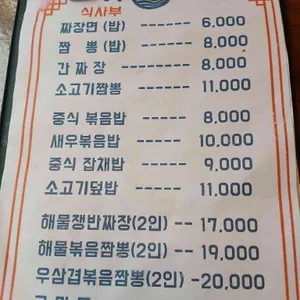 식사부
짜장면 (밥) ---- 6,000
짬 뽕 (밥) ---- 8,000
간 짜 장 ------ 8,000
소고기짬뽕 ----- 11,000
중식 볶음밥 ----- 8,000
새우볶음밥 ----- 10,000
중식 잡채밥 ----- 9,000
소고기덮밥 ----- 11,000
해물쟁반짜장(2인) -- 17,000
해물볶음짬뽕(2인) -- 19,000
우삼겹볶음짬뽕(2인) -20,000